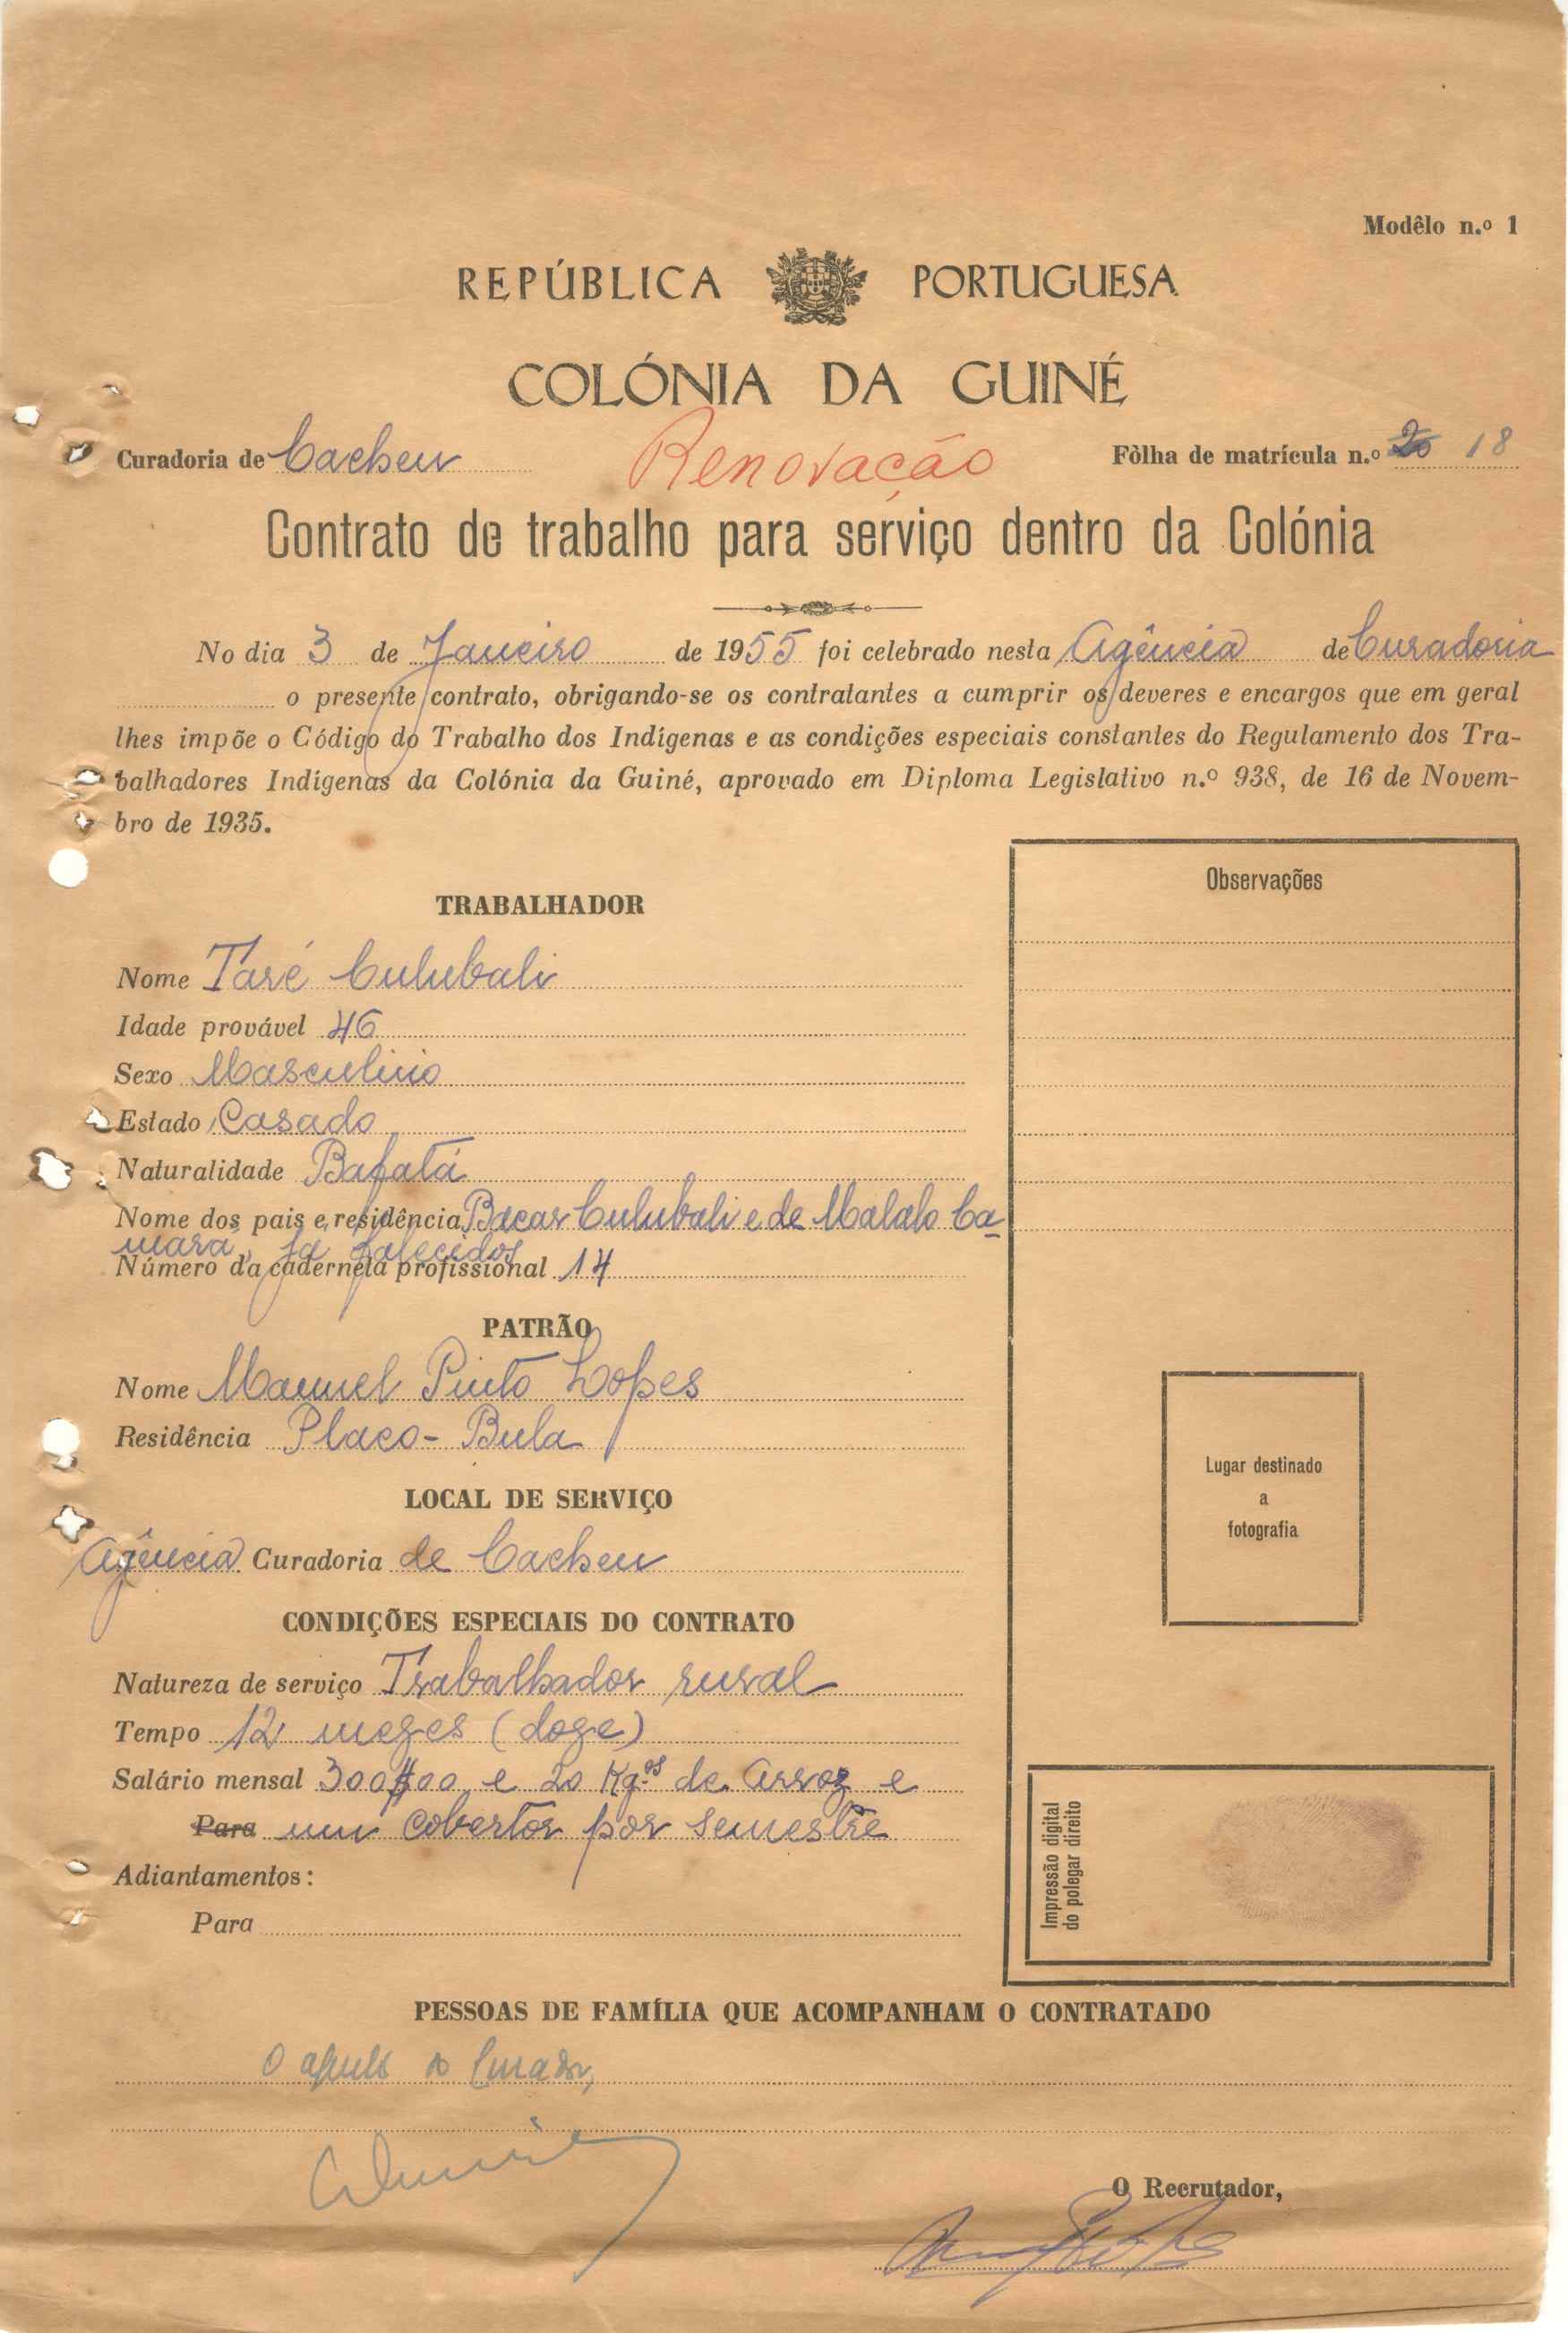 Modêlo n.º 1
REPÚBLICA PORTUGUESA
COLÓNIA DA GUINÉ
Curadoria de Cacheu Renovação Fôlha de matrícula n.º 20 18
Contrato de trabalho para serviço dentro da Colónia
No dia 3 de Janeiro de 1955 foi celebrado nesta Agência de Curadoria
o presente contrato, obrigando-se os contratantes a cumprir os deveres e encargos que em geral
lhes impõe o Código do Trabalho dos Indígenas e as condições especiais constantes do Regulamento dos Tra-
balhadores Indígenas da Colónia da Guiné, aprovado em Diploma Legislativo n.º 938, de 16 de Novem-
bro de 1935.
Observações
TRABALHADOR
Nome Taré Culubali
Idade provável 46
Sexo Masculino
Estado Casado
Naturalidade Bafatá
Nome dos pais e residência Bacar Culubali e de Malalo Ca-
mará, já falecidos
Número da caderneta profissional 14
PATRÃO
Nome Manuel Pinto Lopes
Residência Placo - Bula
Lugar destinado
a
fotografia
LOCAL DE SERVIÇO
Agência Curadoria de Cacheu
CONDIÇÕES ESPECIAIS DO CONTRATO
Natureza de serviço Trabalhador rural
Tempo 12 mezes (doze)
Salário mensal 300$00 e 20 Kg.os de arroz e
Para um cobertor por semestre
Adiantamentos:
Para
Impressão digital
do polegar direito
PESSOAS DE FAMÍLIA QUE ACOMPANHAM O CONTRATADO
O Curador,
O Recrutador,